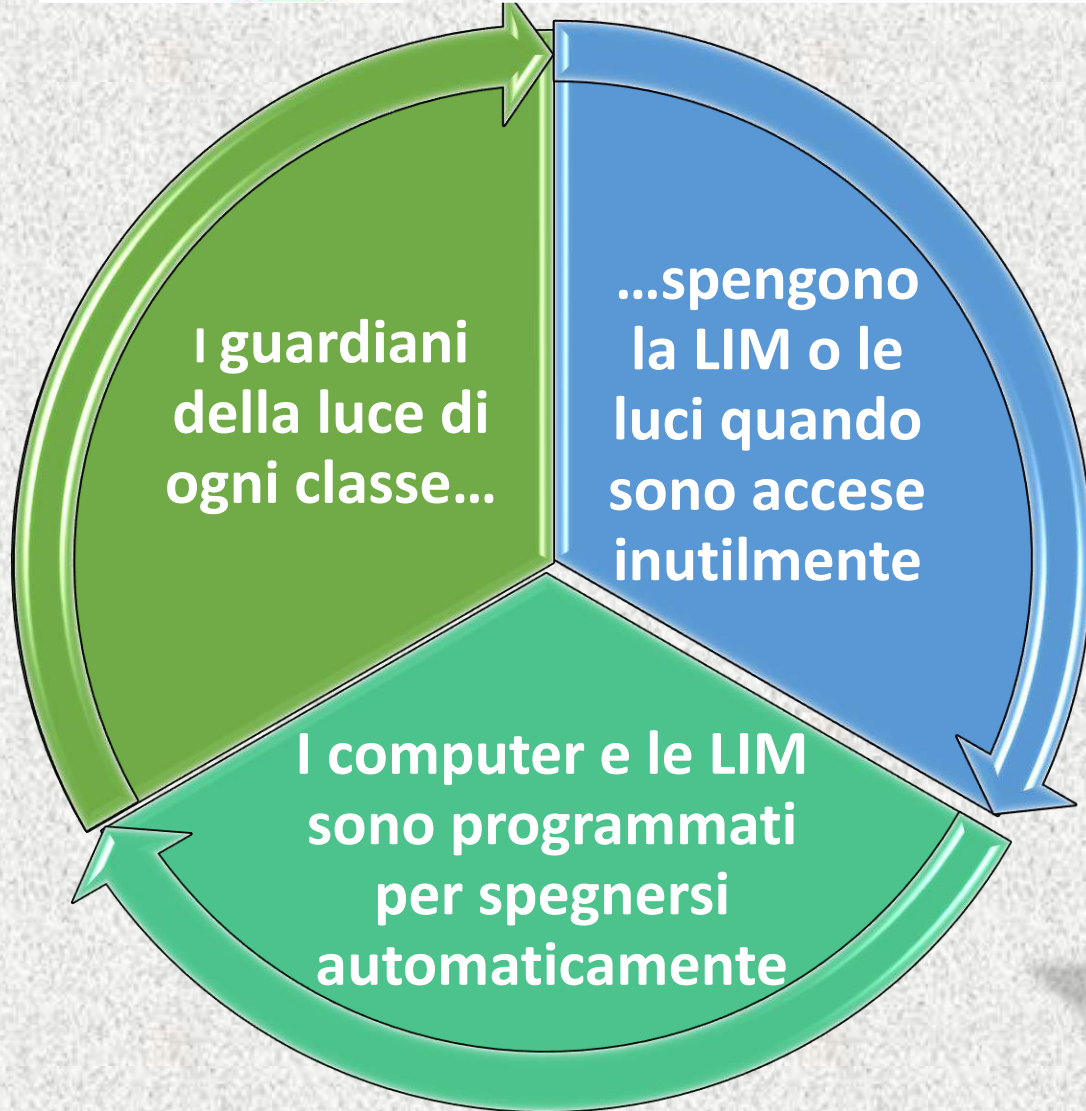 I guardiani
della luce di
ogni classe…
…spengono
la LIM o le
luci quando
sono accese
inutilmente
I computer e le LIM
sono programmati
per spegnersi
automaticamente